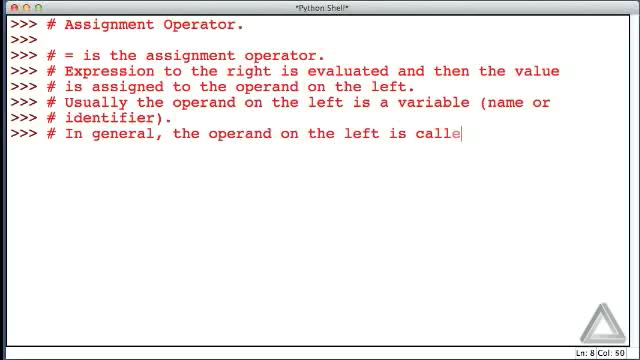 *Python Shell*
>>> # Assignment Operator.
>>>
>>> # = is the assignment operator.
>>> # Expression to the right is evaluated and then the value
>>> # is assigned to the operand on the left.
>>> # Usually the operand on the left is a variable (name or
>>> # identifier).
>>> # In general, the operand on the left is calle
Ln: 8 Col: 50